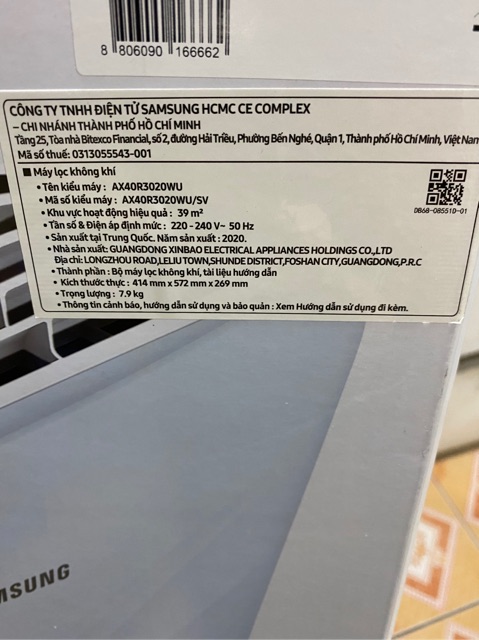 8 806090 166662
CÔNG TY TNHH ĐIỆN TỬ SAMSUNG HCMC CE COMPLEX
– CHI NHÁNH THÀNH PHỐ HỒ CHÍ MINH
Tầng 25, Tòa nhà Bitexco Financial, số 2, đường Hải Triều, Phường Bến Nghé, Quận 1, Thành phố Hồ Chí Minh, Việt Nam
Mã số thuế: 0313055543-001
■ Máy lọc không khí
• Tên kiểu máy : AX40R3020WU
• Mã số kiểu máy : AX40R3020WU/SV
• Khu vực hoạt động hiệu quả : 39 m²
• Tần số & Điện áp định mức : 220 - 240 V~ 50 Hz
• Sản xuất tại Trung Quốc. Năm sản xuất : 2020.
• Nhà sản xuất: GUANGDONG XINBAO ELECTRICAL APPLIANCES HOLDINGS CO.,LTD
Địa chỉ: LONGZHOU ROAD,LELIU TOWN,SHUNDE DISTRICT,FOSHAN CITY,GUANGDONG,P.R.C
• Thành phần : Bộ máy lọc không khí, tài liệu hướng dẫn
• Kích thước thực : 414 mm x 572 mm x 269 mm
• Trọng lượng : 7.9 kg
• Thông tin cảnh báo, hướng dẫn sử dụng và bảo quản : Xem Hướng dẫn sử dụng đi kèm.
DB68-08551D-01
MSUNG